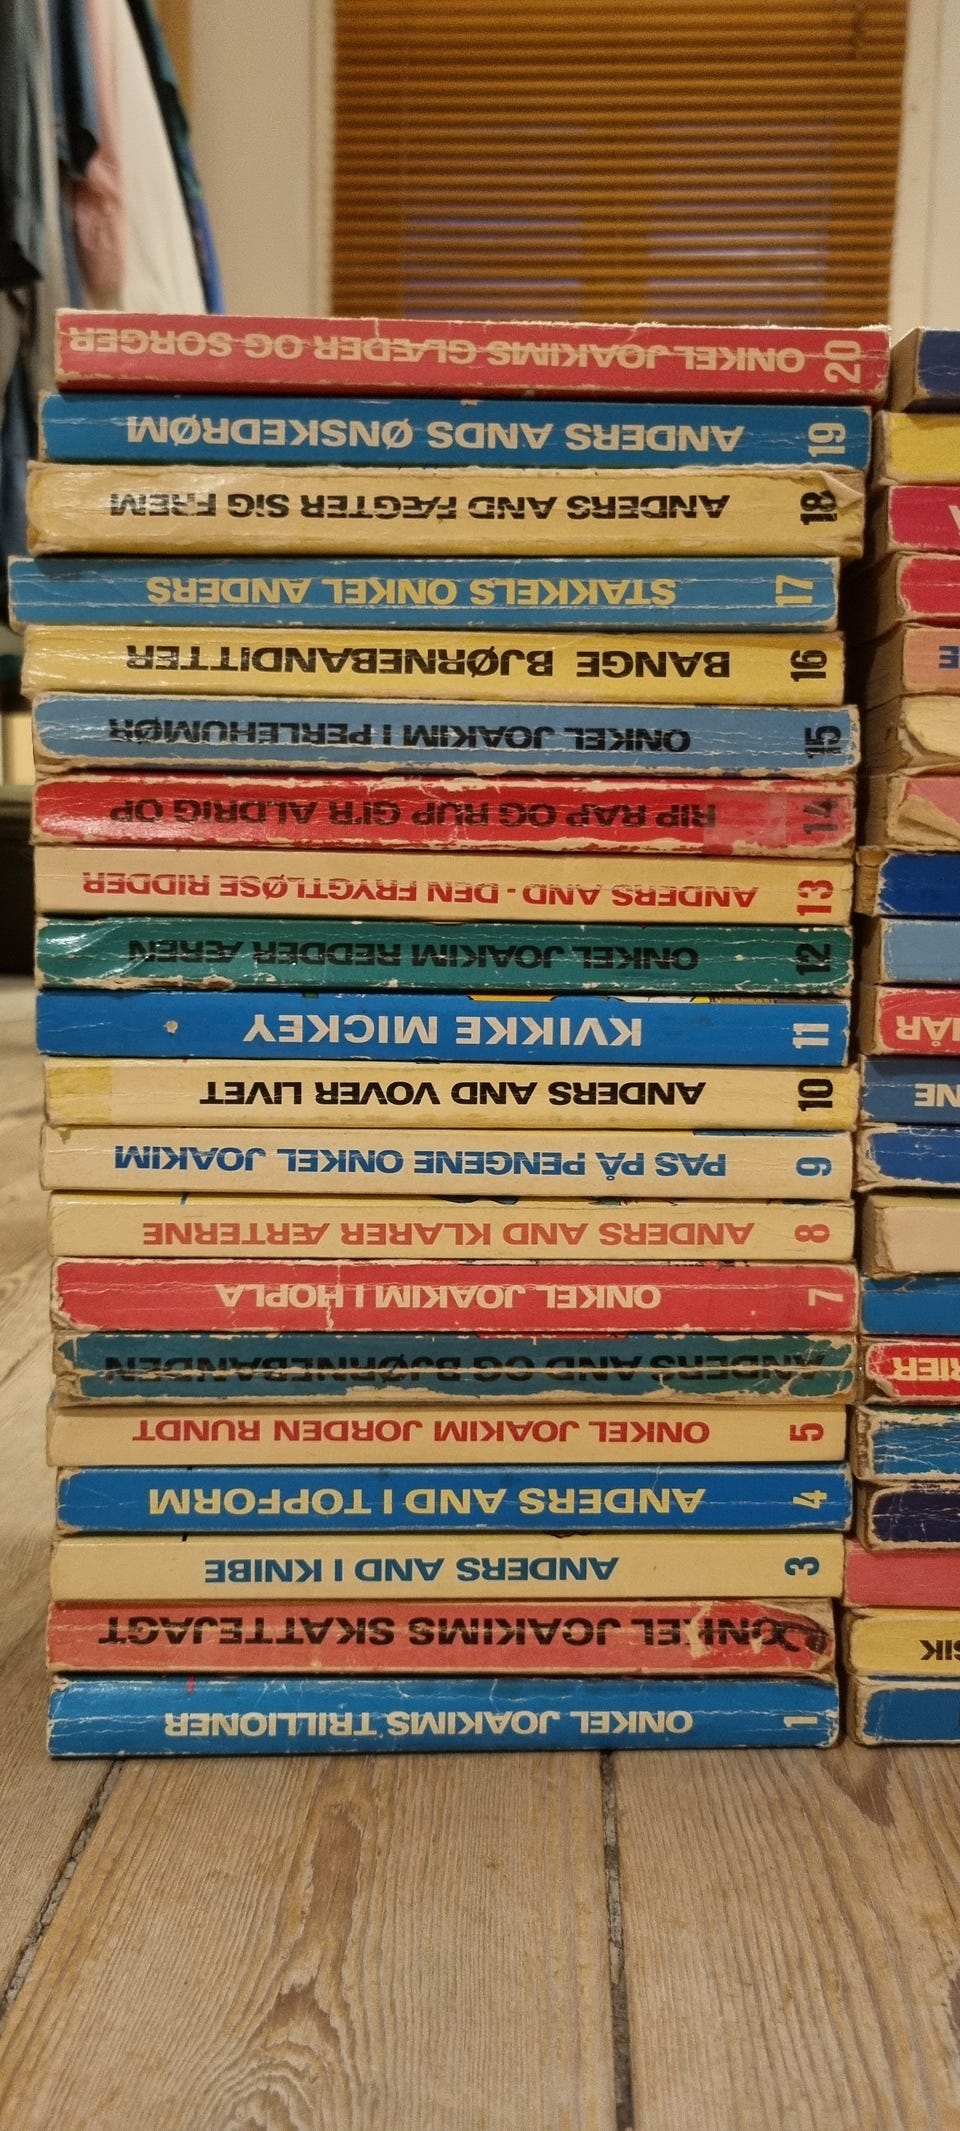 ONKEL JOAKIMS GLÆDER OG SORGER 20
ANDERS ANDS ØNSKEDRØM 19
ANDERS AND FÆGTER SIG FREM 18
STAKKELS ONKEL ANDERS 17
BANGE BJØRNEBANDITTER 16
ONKEL JOAKIM I PERLEHUMØR 15
RIP RAP OG RUP GI'R ALDRIG OP 14
ANDERS AND - DEN FRYGTLØSE RIDDER 13
ONKEL JOAKIM REDDER ÆREN 12
KVIKKE MICKEY 11
ANDERS AND VOVER LIVET 10
PAS PÅ PENGENE ONKEL JOAKIM 9
ANDERS AND KLARER ÆRTERNE 8
ONKEL JOAKIM I HOPLA 7
ANDERS AND OG BJØRNEBANDEN
ONKEL JOAKIM JORDEN RUNDT 5
ANDERS AND I TOPFORM 4
ANDERS AND I KNIBE 3
ONKEL JOAKIMS SKATTEJAGT
ONKEL JOAKIMS TRILLIONER 1
A
E
HÅR
NE
RIER
SIK